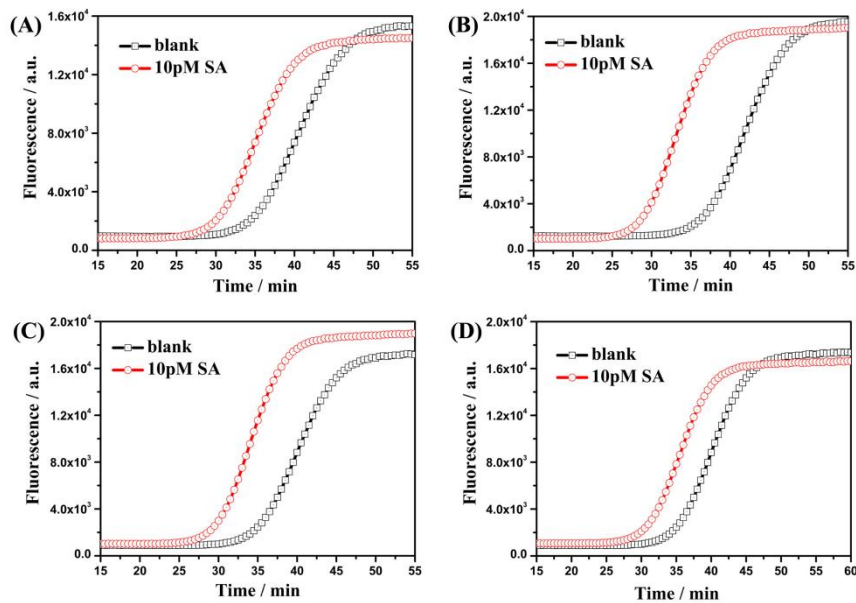 (A)
1.6x10⁴
1.2x10⁴
8.0x10³
4.0x10³
0.0
Fluorescence / a.u.
blank
10pM SA
15 20 25 30 35 40 45 50 55
Time / min
(B)
2.0x10⁴
1.6x10⁴
1.2x10⁴
8.0x10³
4.0x10³
0.0
Fluorescence / a.u.
blank
10pM SA
15 20 25 30 35 40 45 50 55
Time / min
(C)
2.0x10⁴
1.6x10⁴
1.2x10⁴
8.0x10³
4.0x10³
0.0
Fluorescence / a.u.
blank
10pM SA
15 20 25 30 35 40 45 50 55
Time / min
(D)
2.0x10⁴
1.6x10⁴
1.2x10⁴
8.0x10³
4.0x10³
0.0
Fluorescence / a.u.
blank
10pM SA
15 20 25 30 35 40 45 50 55 60
Time / min